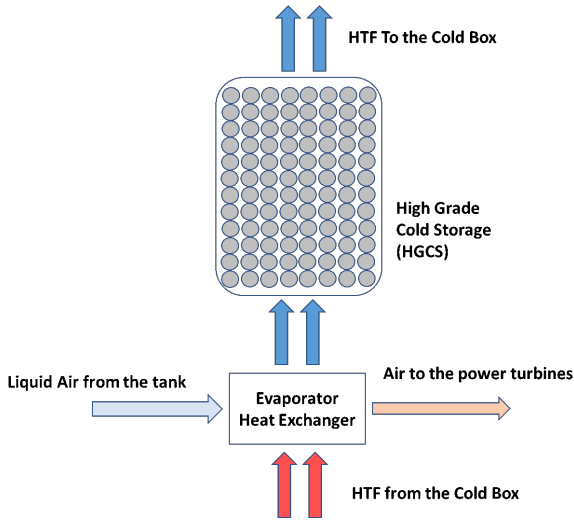 HTF To the Cold Box
High Grade
Cold Storage
(HGCS)
Liquid Air from the tank
Evaporator
Heat Exchanger
Air to the power turbines
HTF from the Cold Box